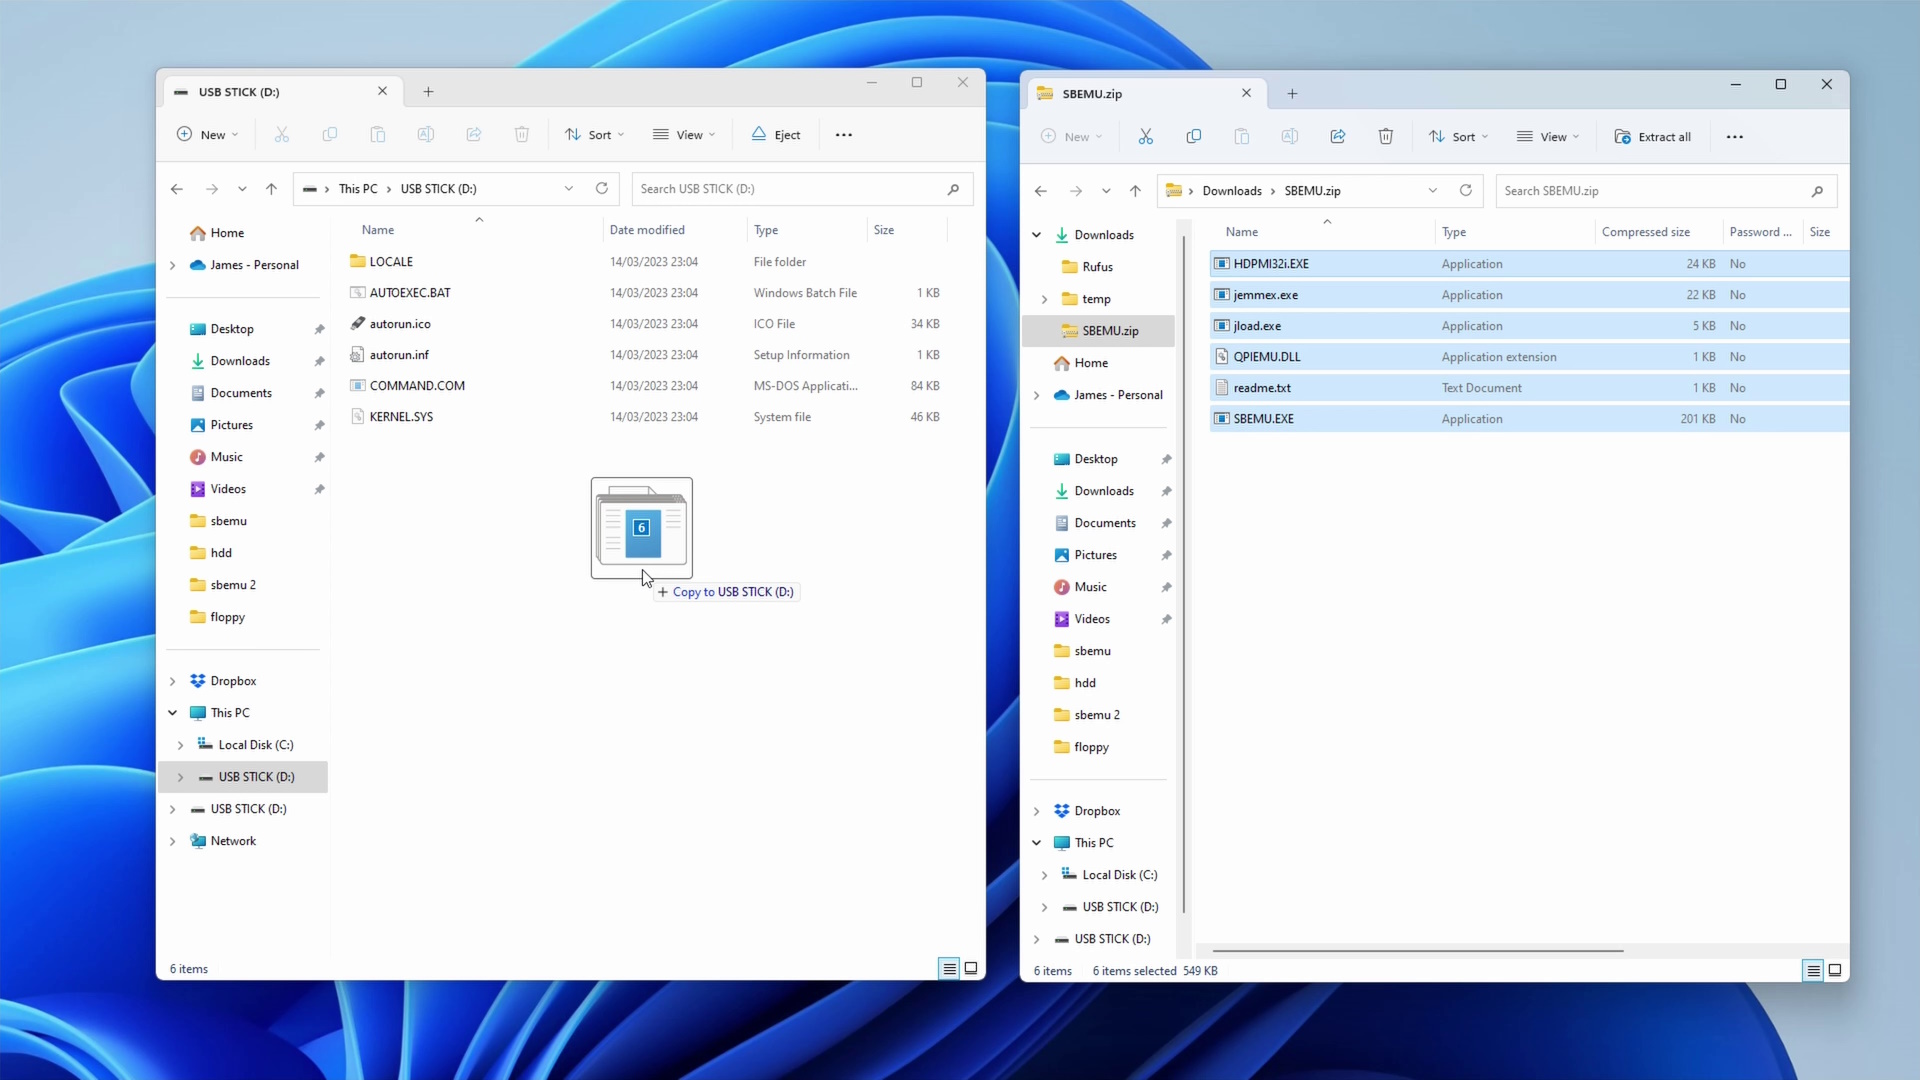 USB STICK (D:)
New
Sort
View
Eject
This PC
USB STICK (D:)
Search USB STICK (D:)
Home
James - Personal
Desktop
Downloads
Documents
Pictures
Music
Videos
sbemu
hdd
sbemu 2
floppy
Dropbox
This PC
Local Disk (C:)
USB STICK (D:)
USB STICK (D:)
Network
Name Date modified Type Size
LOCALE 14/03/2023 23:04 File folder
AUTOEXEC.BAT 14/03/2023 23:04 Windows Batch File 1 KB
autorun.ico 14/03/2023 23:04 ICO File 34 KB
autorun.inf 14/03/2023 23:04 Setup Information 1 KB
COMMAND.COM 14/03/2023 23:04 MS-DOS Applicati... 84 KB
KERNEL.SYS 14/03/2023 23:04 System file 46 KB
6
+ Copy to USB STICK (D:)
6 items
SBEMU.zip
New
Sort
View
Extract all
Downloads
SBEMU.zip
Search SBEMU.zip
Downloads
Rufus
temp
SBEMU.zip
Home
James - Personal
Desktop
Downloads
Documents
Pictures
Music
Videos
sbemu
hdd
sbemu 2
floppy
Dropbox
This PC
Local Disk (C:)
USB STICK (D:)
USB STICK (D:)
Name Type Compressed size Password ... Size
HDPMI32i.EXE Application 24 KB No
jemmex.exe Application 22 KB No
jload.exe Application 5 KB No
QPIEMU.DLL Application extension 1 KB No
readme.txt Text Document 1 KB No
SBEMU.EXE Application 201 KB No
6 items 6 items selected 549 KB